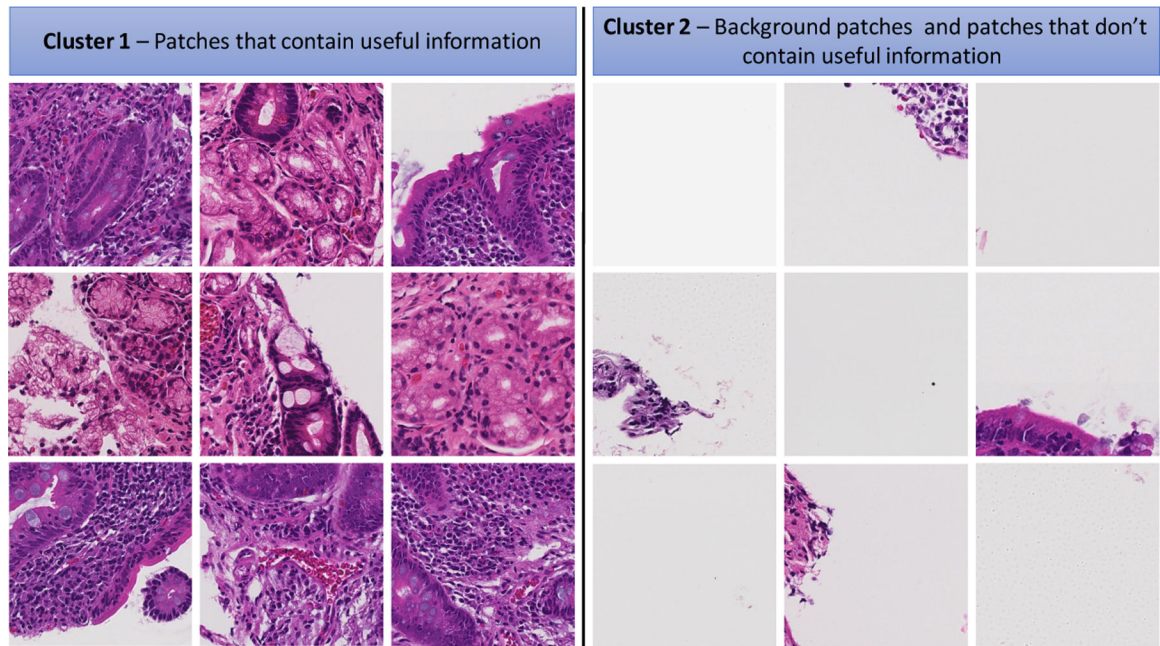 Cluster 1 – Patches that contain useful information
Cluster 2 – Background patches and patches that don’t
contain useful information